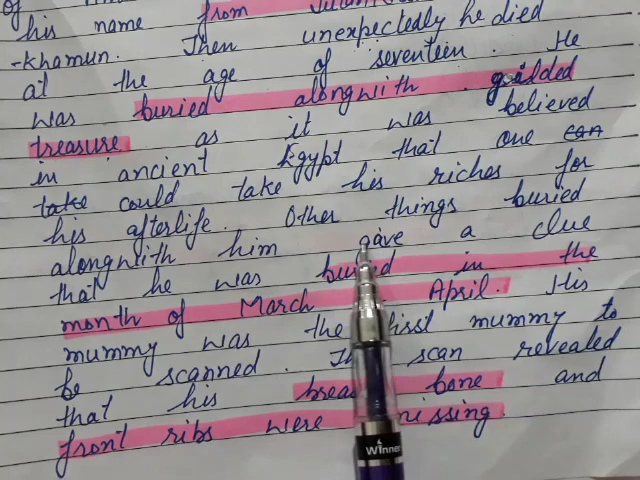 of his name from
-khamun. Then unexpectedly he died
at the age of seventeen. He
was buried alongwith gilded
treasure as it was believed
in ancient Egypt that one can
take could take his riches for
his afterlife. Other things buried
alongwith him gave a clue
that he was buried in the
month of March April. His
mummy was the first mummy to
be scanned. The scan revealed
that his breast bone and
front ribs were missing.
Winner